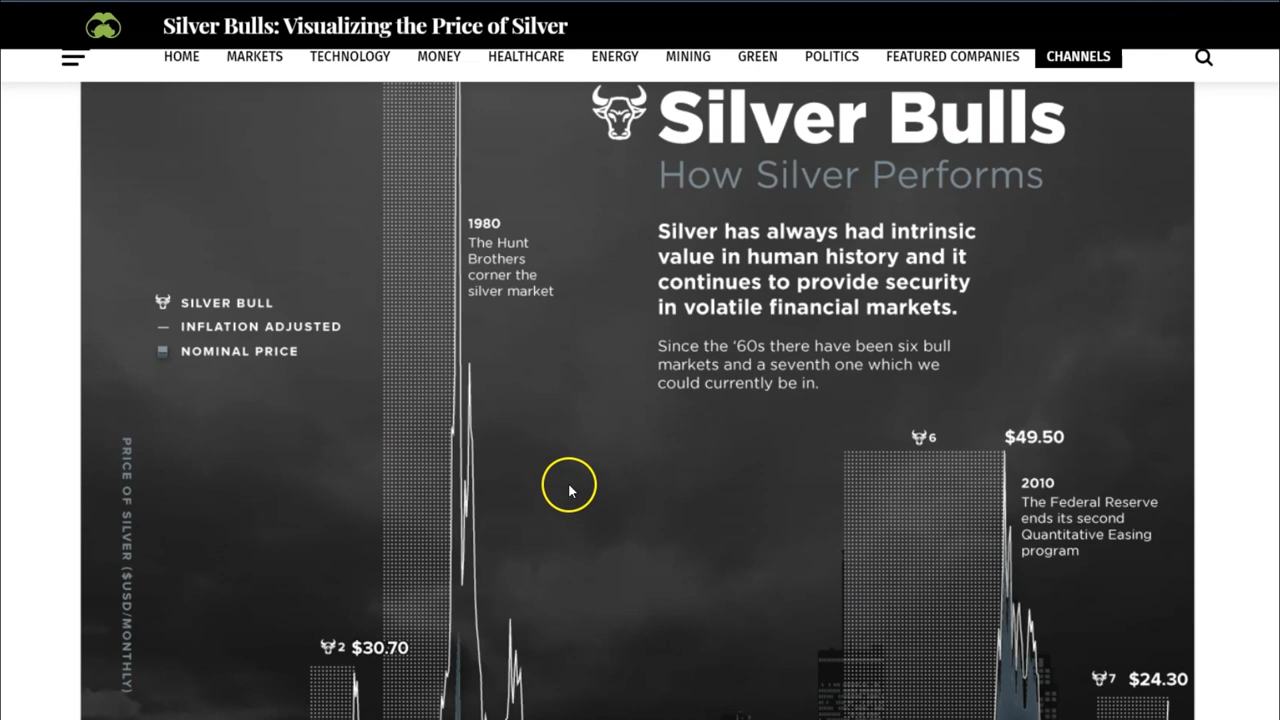 Silver Bulls: Visualizing the Price of Silver
HOME MARKETS TECHNOLOGY MONEY HEALTHCARE ENERGY MINING GREEN POLITICS FEATURED COMPANIES CHANNELS
Silver Bulls
How Silver Performs
1980
The Hunt
Brothers
corner the
silver market
Silver has always had intrinsic
value in human history and it
continues to provide security
in volatile financial markets.
SILVER BULL
INFLATION ADJUSTED
NOMINAL PRICE
Since the ‘60s there have been six bull
markets and a seventh one which we
could currently be in.
PRICE OF SILVER ($USD/MONTHLY)
6 $49.50
2010
The Federal Reserve
ends its second
Quantitative Easing
program
2 $30.70
7 $24.30